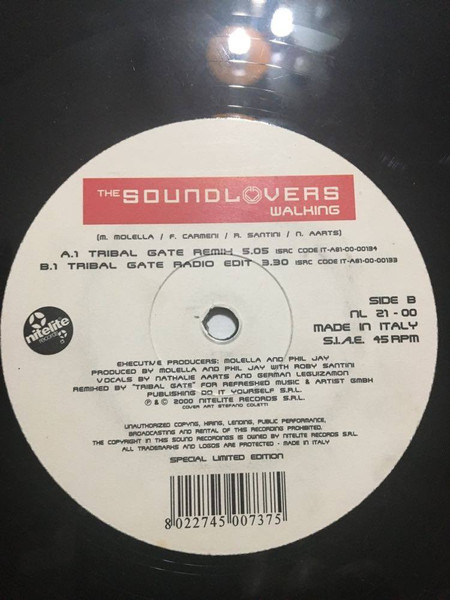 THE SOUNDLOVERS
WALKING
(M. MOLELLA / F. CARMENI / R. SANTINI / N. AARTS)
A.1 TRIBAL GATE REMIX 5.05 ISRC CODE IT-A81-00-00134
B.1 TRIBAL GATE RADIO EDIT 3.30 ISRC CODE IT-A81-00-00133
nitelite
RECORDS
SIDE B
NL 21 - 00
MADE IN ITALY
S.I.A.E. 45 RPM
EXECUTIVE PRODUCERS: MOLELLA AND PHIL JAY
PRODUCED BY MOLELLA AND PHIL JAY WITH ROBY SANTINI
VOCALS BY NATHALIE AARTS AND GERMAN LEGUIZAMON
REMIXED BY "TRIBAL GATE" FOR REFRESHED MUSIC & ARTIST GMBH
PUBLISHING DO IT YOURSELF S.R.L.
℗ & © 2000 NITELITE RECORDS S.R.L.
COVER ART STEFANO COLETTI
UNAUTHORIZED COPYNG, HIRING, LENDING, PUBLIC PERFORMANCE,
BROADCASTING AND RENTAL OF THIS RECORDING PROHIBITED.
THE COPYRIGHT IN THIS SOUND RECORDINGS IS OWNED BY NITELITE RECORDS S.R.L.
ALL TRADEMARKS AND LOGOS ARE PROTECTED - MADE IN ITALY
SPECIAL LIMITED EDITION
8 022745 007375